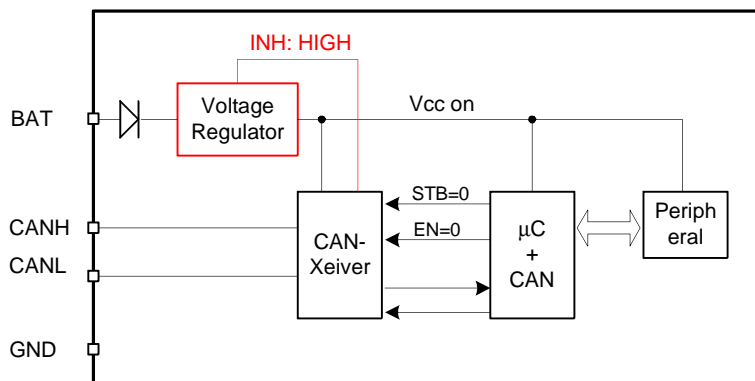 INH: HIGH
BAT
Voltage
Regulator
Vcc on
STB=0
EN=0
CANH
CANL
CAN-
Xeiver
μC
+
CAN
Periph
eral
GND